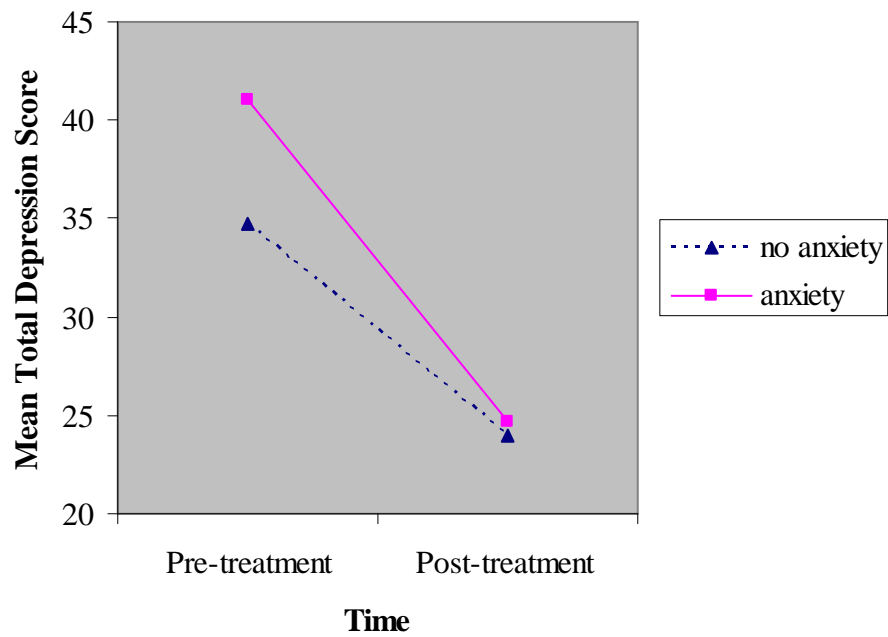 45
40
35
30
25
20
Mean Total Depression Score
Pre-treatment
Post-treatment
Time
no anxiety
anxiety